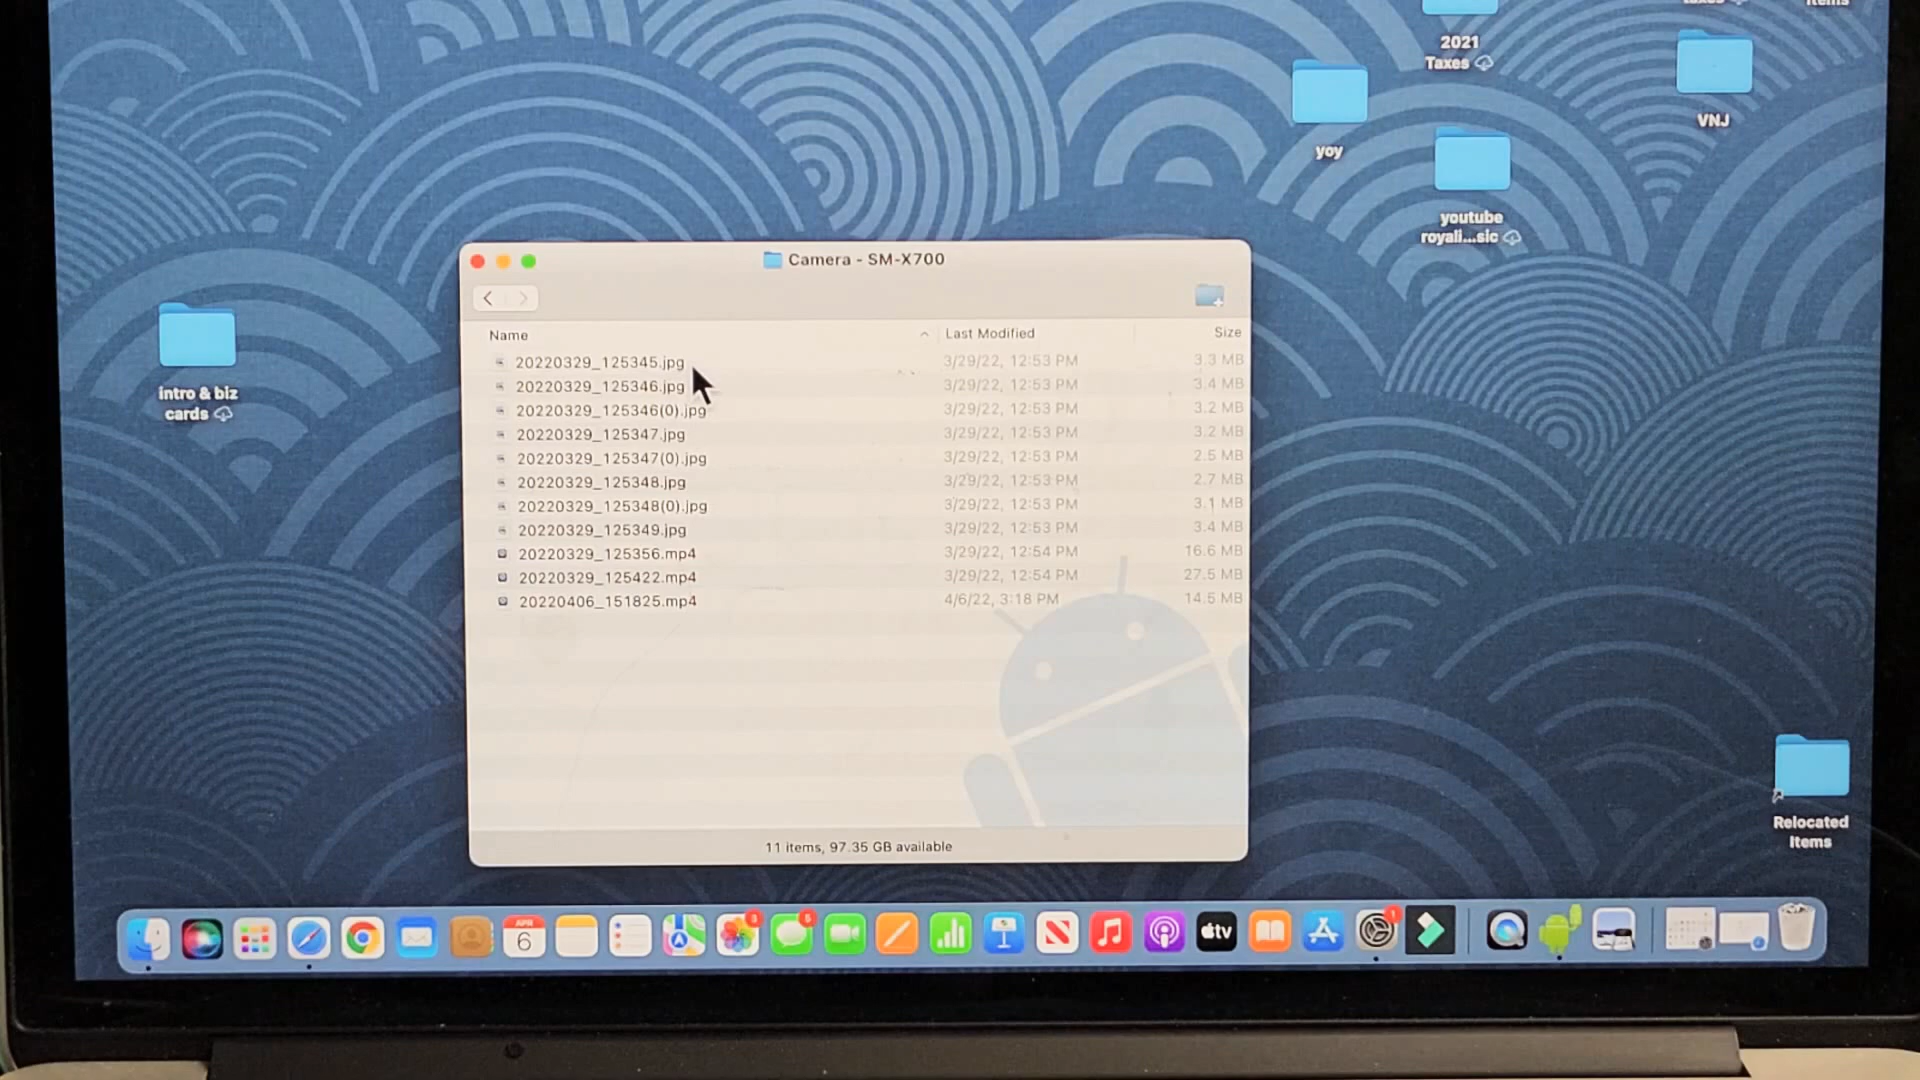 2021
Taxes
yoy
VNJ
youtube
royali...sic
intro & biz
cards
Camera - SM-X700
Name Last Modified Size
20220329_125345.jpg 3/29/22, 12:53 PM 3.3 MB
20220329_125346.jpg 3/29/22, 12:53 PM 3.4 MB
20220329_125346(0).jpg 3/29/22, 12:53 PM 3.2 MB
20220329_125347.jpg 3/29/22, 12:53 PM 3.2 MB
20220329_125347(0).jpg 3/29/22, 12:53 PM 2.5 MB
20220329_125348.jpg 3/29/22, 12:53 PM 2.7 MB
20220329_125348(0).jpg 3/29/22, 12:53 PM 3.1 MB
20220329_125349.jpg 3/29/22, 12:53 PM 3.4 MB
20220329_125356.mp4 3/29/22, 12:54 PM 16.6 MB
20220329_125422.mp4 3/29/22, 12:54 PM 27.5 MB
20220406_151825.mp4 4/6/22, 3:18 PM 14.5 MB
11 items, 97.35 GB available
Relocated
Items
APR
6
3
5
tv
1